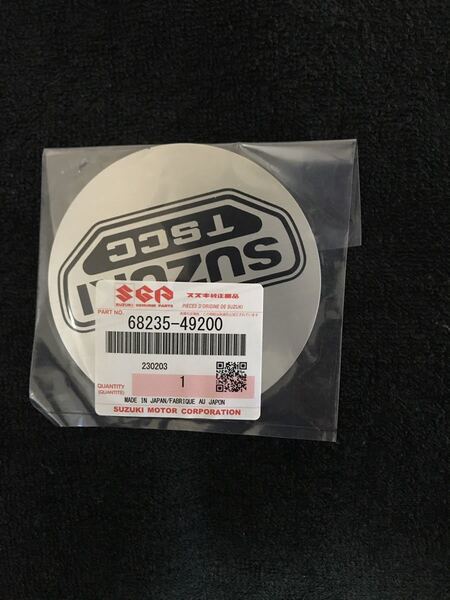 SUZUKI
TSCC
SGP
SUZUKI GENUINE PARTS
スズキ純正部品
PIECES D'ORIGINE DE SUZUKI
PART NO.
68235-49200
230203
QUANTITY
(QUANTITE)
1
MADE IN JAPAN/FABRIQUE AU JAPON
SUZUKI MOTOR CORPORATION